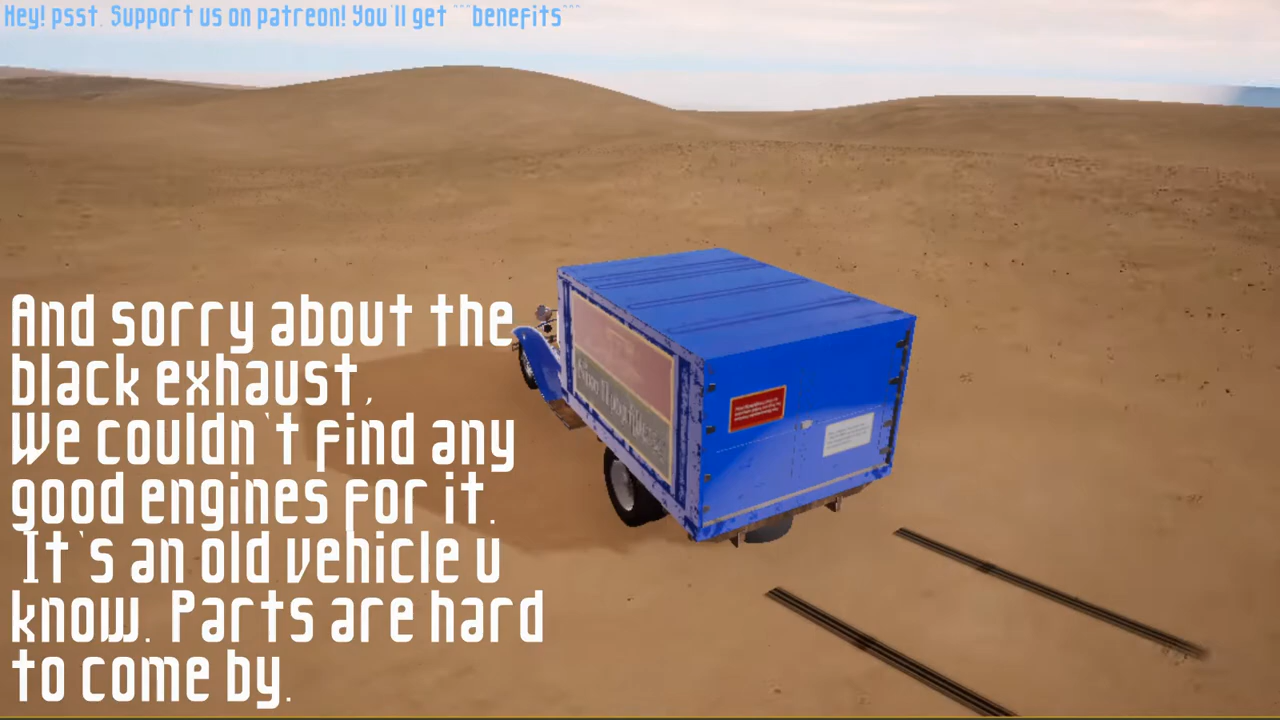 Hey! psst. Support us on patreon! You'll get ```benefits```
And sorry about the
black exhaust,
We couldn't find any
good engines for it.
It's an old vehicle u
know. Parts are hard
to come by.